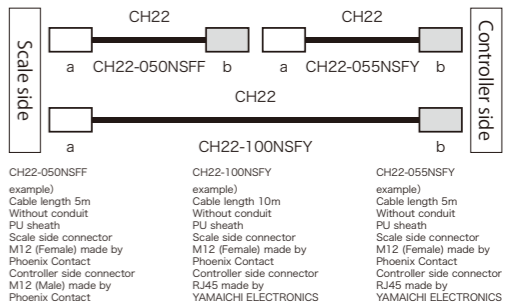 CH22 CH22
Scale side
Controller side
a CH22-050NSFF b a CH22-055NSFY b
CH22
a CH22-100NSFY b
CH22-050NSFF
example)
Cable length 5m
Without conduit
PU sheath
Scale side connector
M12 (Female) made by
Phoenix Contact
Controller side connector
M12 (Male) made by
Phoenix Contact
CH22-100NSFY
example)
Cable length 10m
Without conduit
PU sheath
Scale side connector
M12 (Female) made by
Phoenix Contact
Controller side connector
RJ45 made by
YAMAICHI ELECTRONICS
CH22-055NSFY
example)
Cable length 5m
Without conduit
PU sheath
Scale side connector
M12 (Female) made by
Phoenix Contact
Controller side connector
RJ45 made by
YAMAICHI ELECTRONICS